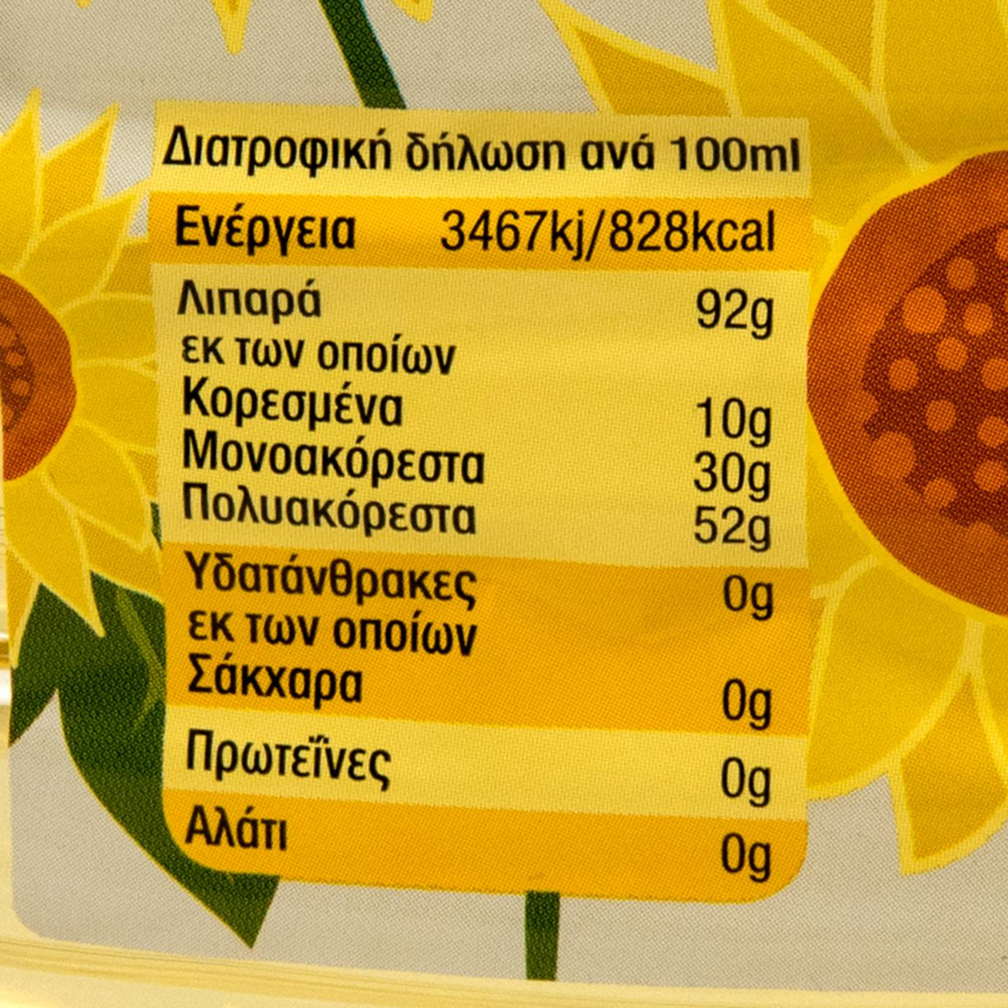 Διατροφική δήλωση ανά 100ml
Ενέργεια 3467kj/828kcal
Λιπαρά 92g
εκ των οποίων
Κορεσμένα 10g
Μονοακόρεστα 30g
Πολυακόρεστα 52g
Υδατάνθρακες 0g
εκ των οποίων
Σάκχαρα 0g
Πρωτεΐνες 0g
Αλάτι 0g